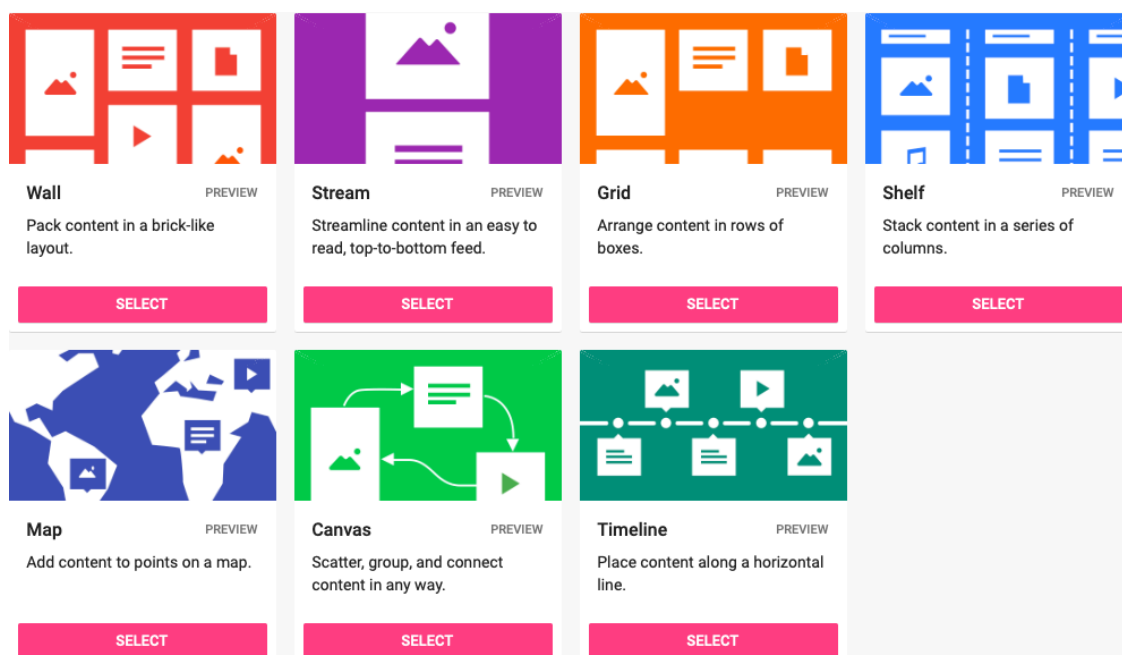 Wall PREVIEW
Pack content in a brick-like
layout.
SELECT
Stream PREVIEW
Streamline content in an easy to
read, top-to-bottom feed.
SELECT
Grid PREVIEW
Arrange content in rows of
boxes.
SELECT
Shelf PREVIEW
Stack content in a series of
columns.
SELECT
Map PREVIEW
Add content to points on a map.
SELECT
Canvas PREVIEW
Scatter, group, and connect
content in any way.
SELECT
Timeline PREVIEW
Place content along a horizontal
line.
SELECT